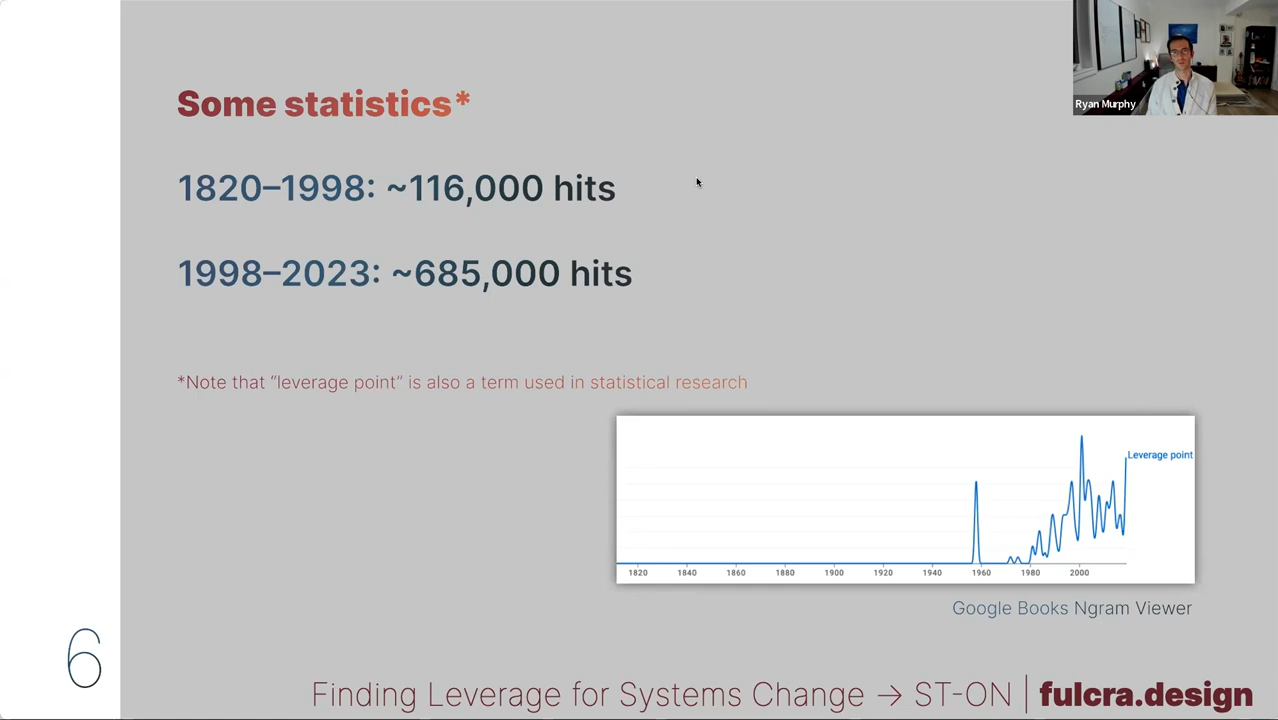 Ryan Murphy
Some statistics*
1820–1998: ~116,000 hits
1998–2023: ~685,000 hits
*Note that “leverage point” is also a term used in statistical research
Leverage point
1820 1840 1860 1880 1900 1920 1940 1960 1980 2000
Google Books Ngram Viewer
6
Finding Leverage for Systems Change → ST-ON | fulcra.design